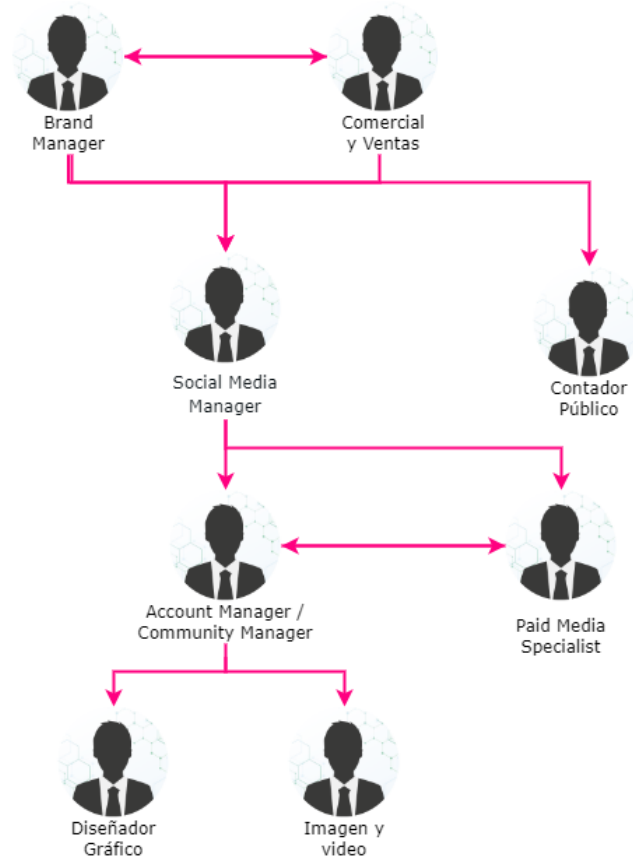 Brand
Manager
Comercial
y Ventas
Social Media
Manager
Contador
Público
Account Manager /
Community Manager
Paid Media
Specialist
Diseñador
Gráfico
Imagen y
video